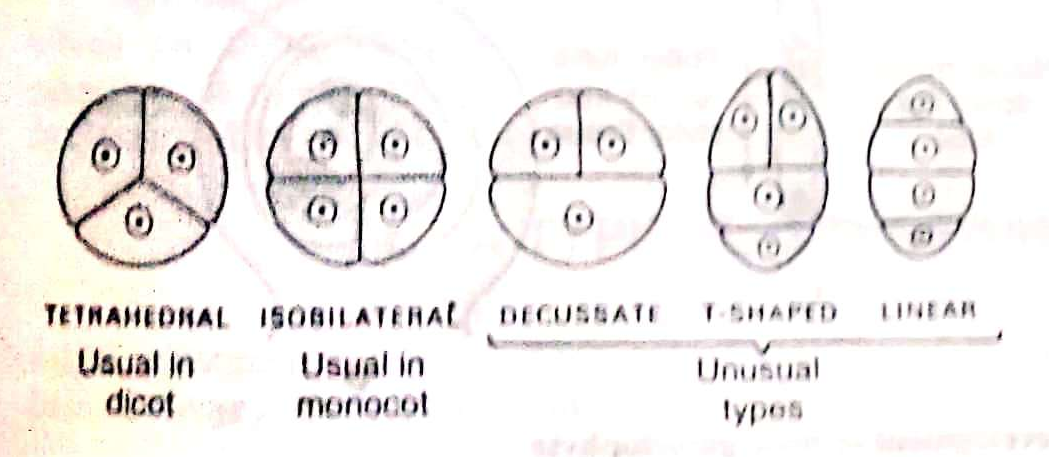 TETRAHEDRAL ISOBILATERAL DECUSSATE T-SHAPED LINEAR
Usual in Usual in Unusual
dicot monocot types